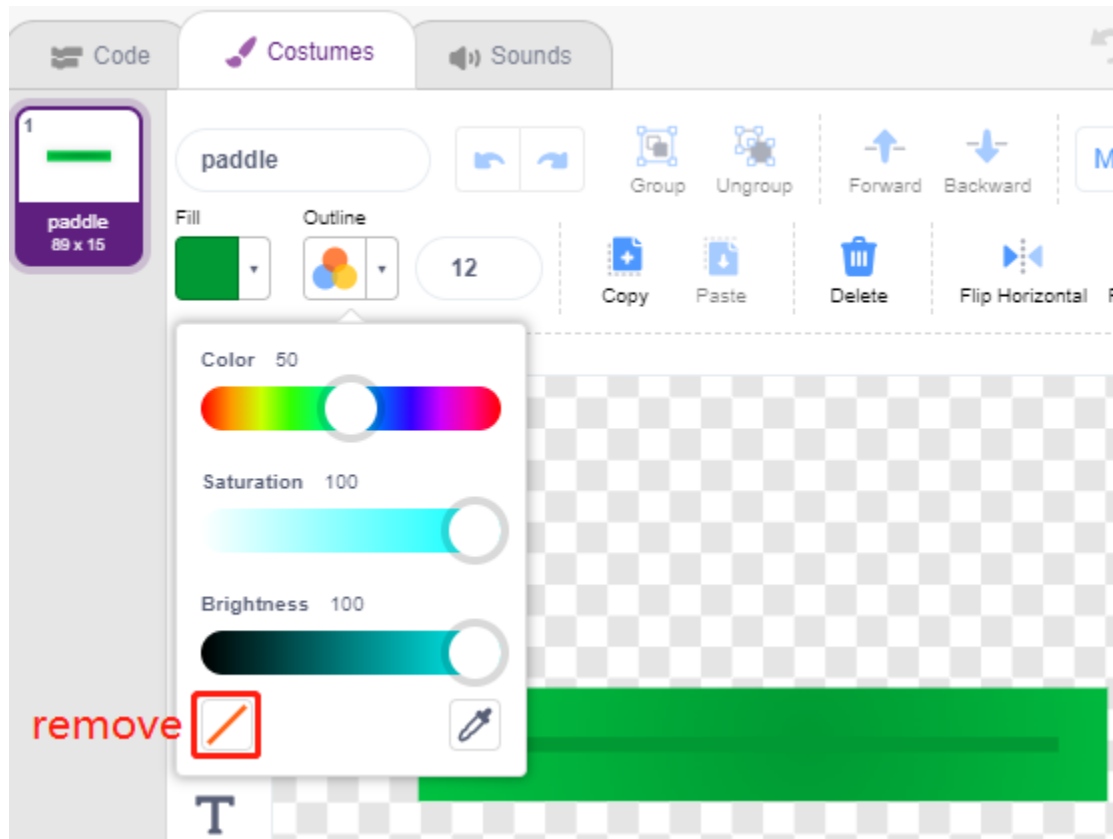 Code
Costumes
Sounds
1
paddle
89 x 15
paddle
Group
Ungroup
Forward
Backward
M
Fill
Outline
12
Copy
Paste
Delete
Flip Horizontal
Color 50
Saturation 100
Brightness 100
remove
T